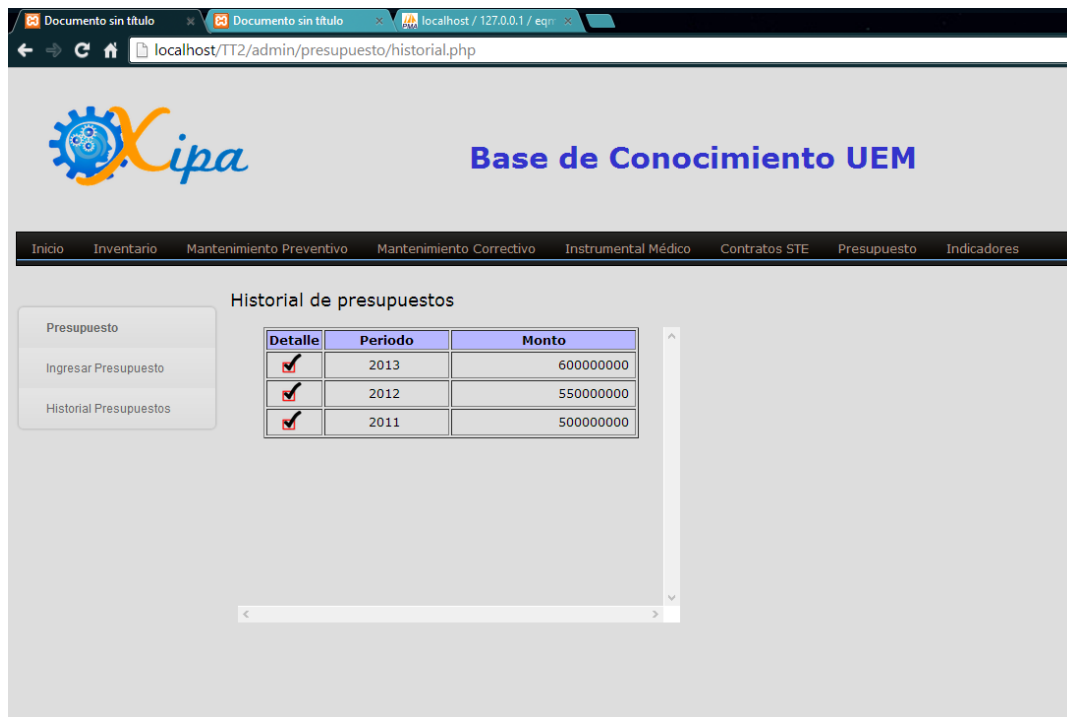 Documento sin título
Documento sin título
localhost / 127.0.0.1 / eqm
localhost/TT2/admin/presupuesto/historial.php
Xipa
Base de Conocimiento UEM
Inicio Inventario Mantenimiento Preventivo Mantenimiento Correctivo Instrumental Médico Contratos STE Presupuesto Indicadores
Historial de presupuestos
Presupuesto
Ingresar Presupuesto
Historial Presupuestos
Detalle Periodo Monto
2013 600000000
2012 550000000
2011 500000000